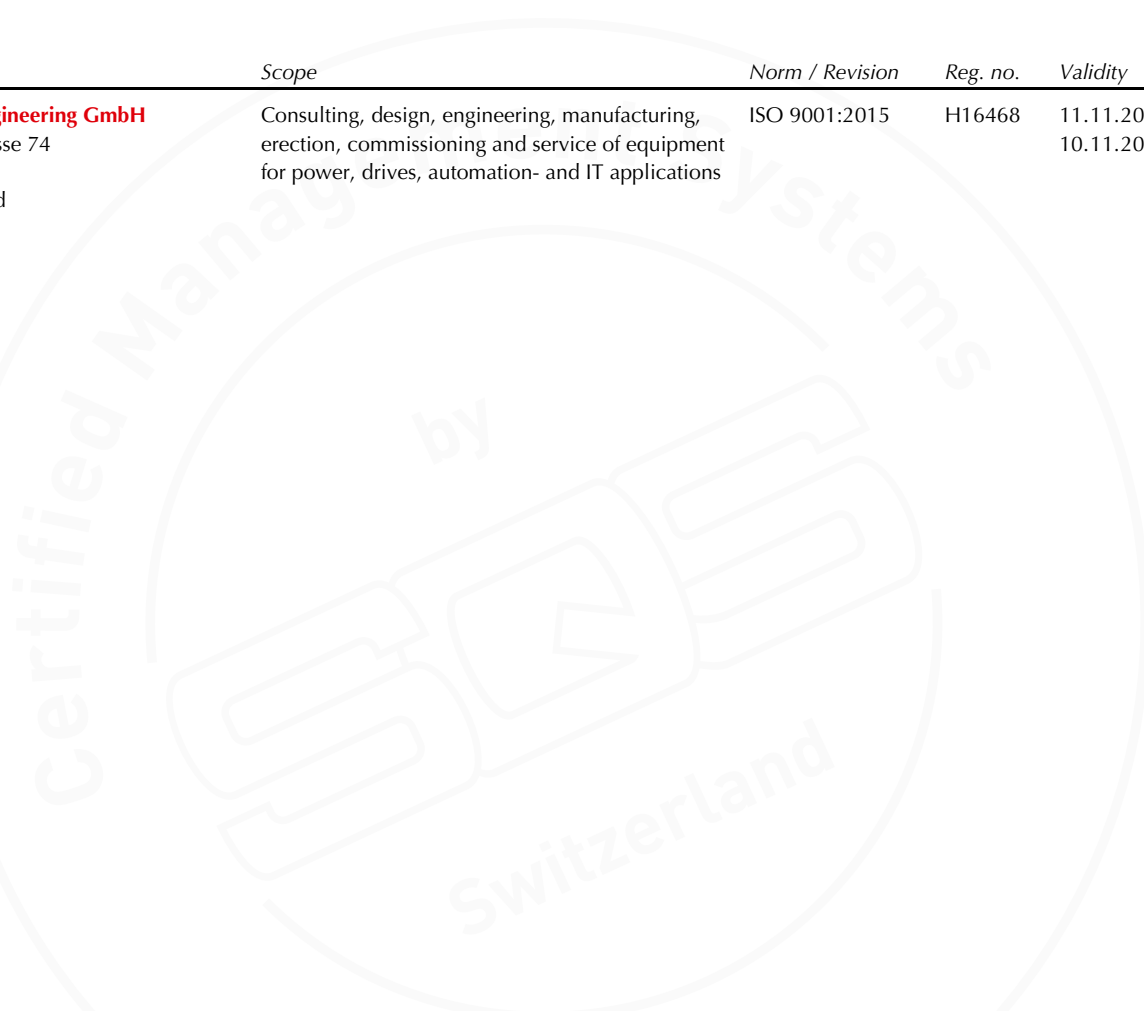 Scope Norm / Revision Reg. no. Validity
gineering GmbH Consulting, design, engineering, manufacturing, ISO 9001:2015 H16468 11.11.20
sse 74 erection, commissioning and service of equipment 10.11.20
for power, drives, automation- and IT applications
d
Certified Management Systems
by
SQS
Switzerland